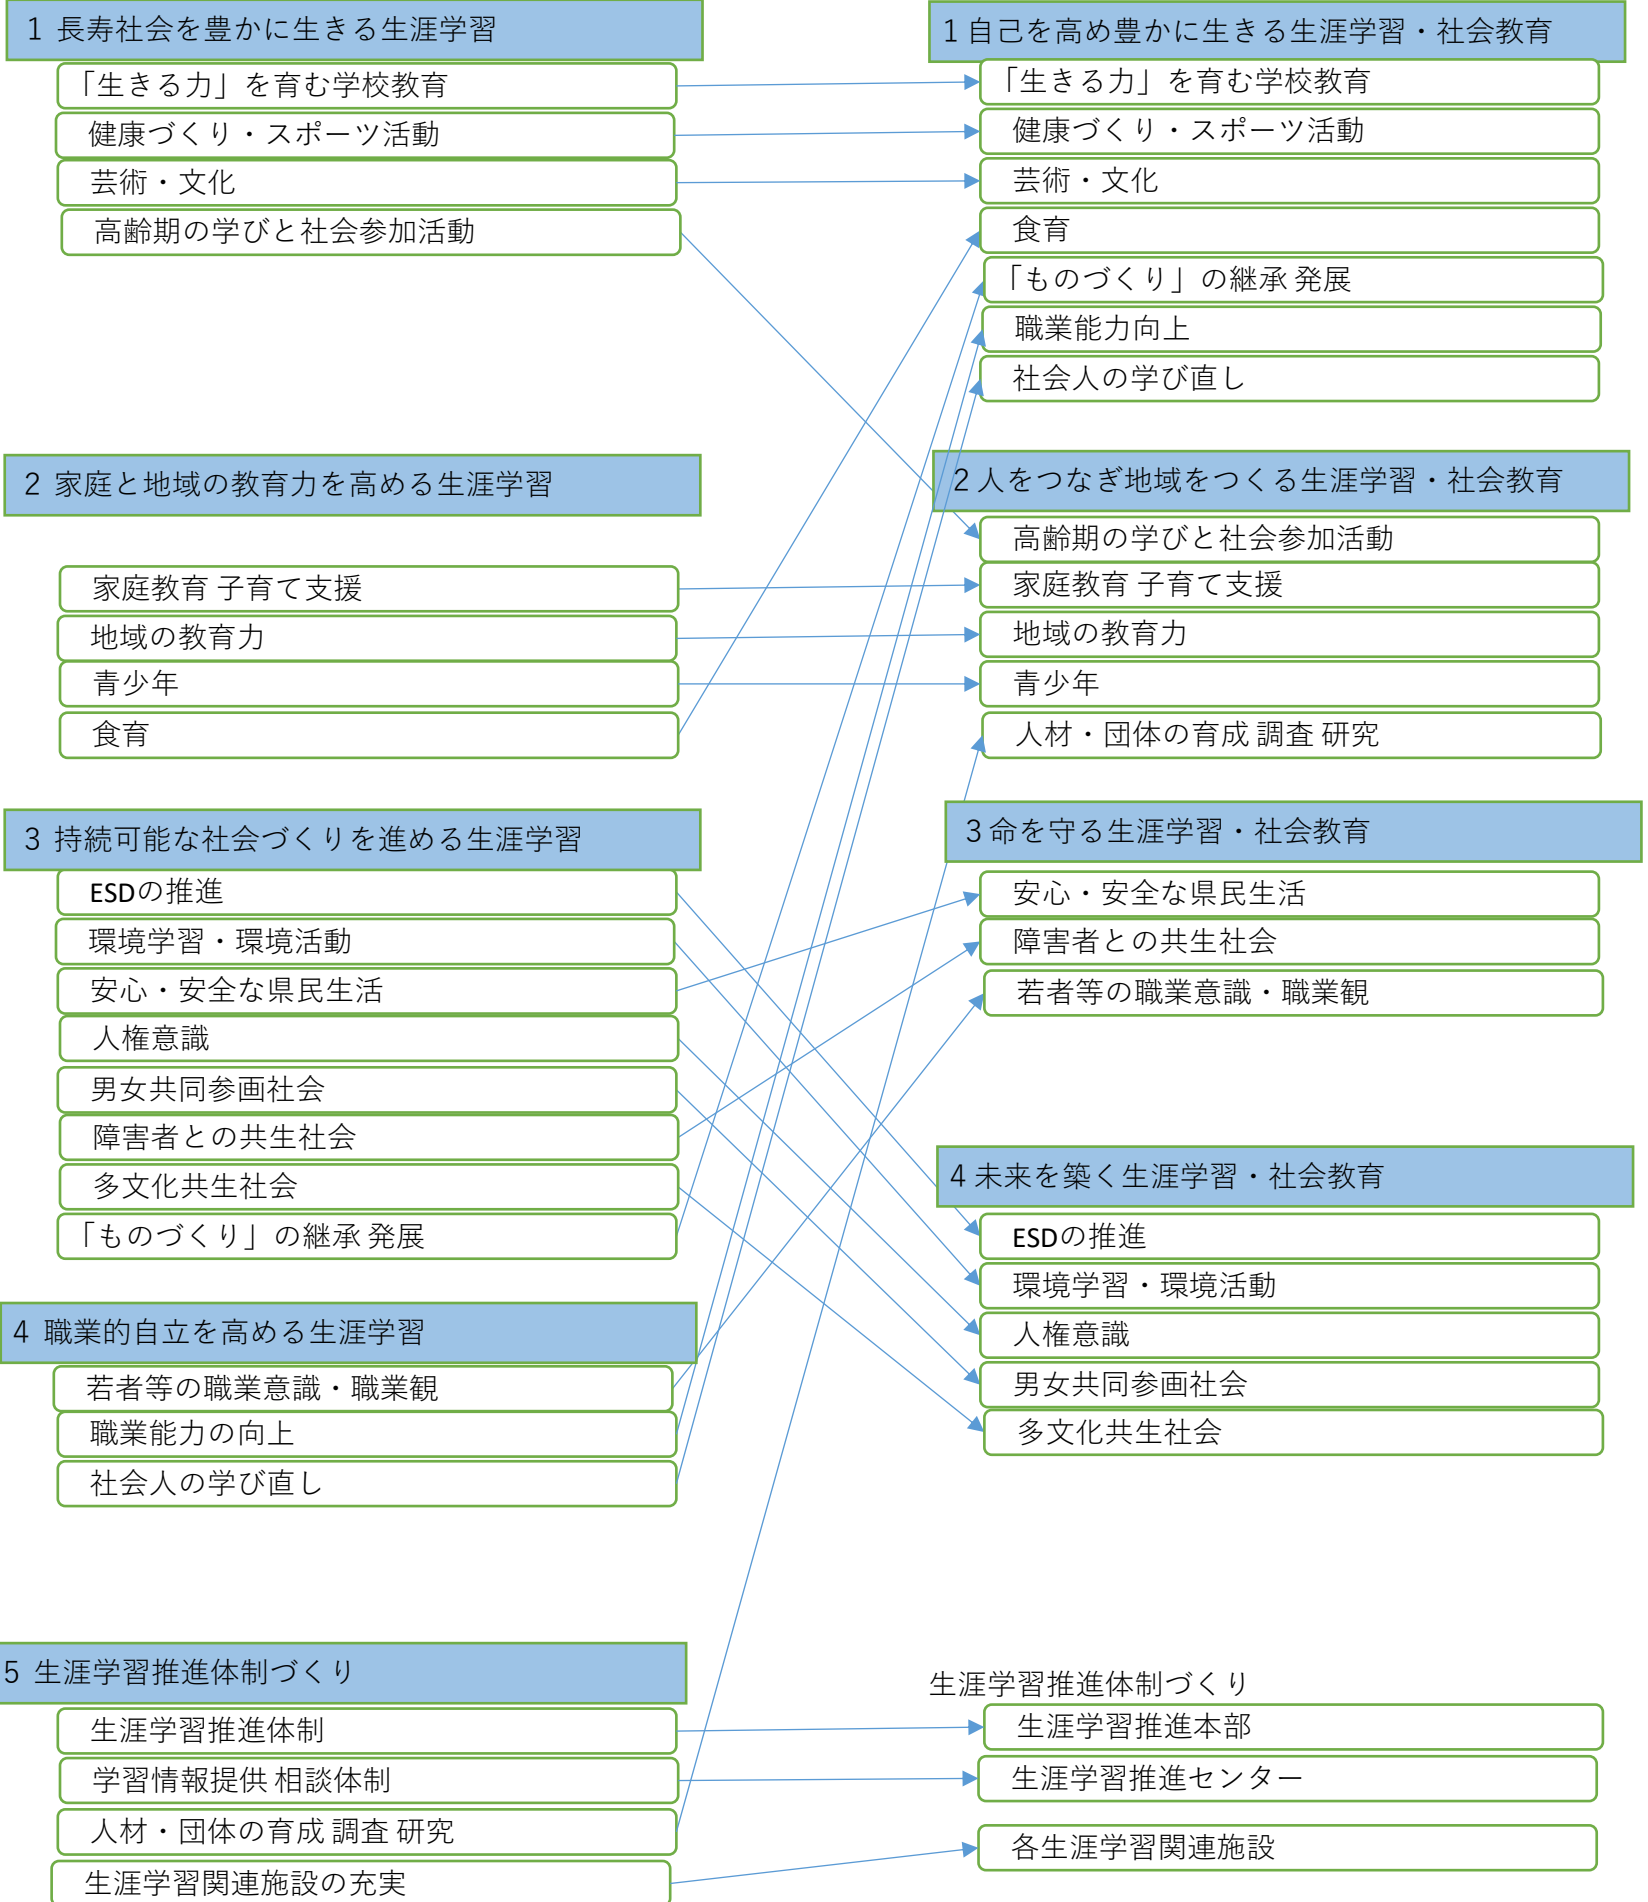 1 長寿社会を豊かに生きる生涯学習
「生きる力」を育む学校教育
健康づくり・スポーツ活動
芸術・文化
高齢期の学びと社会参加活動
2 家庭と地域の教育力を高める生涯学習
家庭教育 子育て支援
地域の教育力
青少年
食育
3 持続可能な社会づくりを進める生涯学習
ESDの推進
環境学習・環境活動
安心・安全な県民生活
人権意識
男女共同参画社会
障害者との共生社会
多文化共生社会
「ものづくり」の継承 発展
4 職業的自立を高める生涯学習
若者等の職業意識・職業観
職業能力の向上
社会人の学び直し
5 生涯学習推進体制づくり
生涯学習推進体制
学習情報提供 相談体制
人材・団体の育成 調査 研究
生涯学習関連施設の充実
1 自己を高め豊かに生きる生涯学習・社会教育
「生きる力」を育む学校教育
健康づくり・スポーツ活動
芸術・文化
食育
「ものづくり」の継承 発展
職業能力向上
社会人の学び直し
2 人をつなぎ地域をつくる生涯学習・社会教育
高齢期の学びと社会参加活動
家庭教育 子育て支援
地域の教育力
青少年
人材・団体の育成 調査 研究
3 命を守る生涯学習・社会教育
安心・安全な県民生活
障害者との共生社会
若者等の職業意識・職業観
4 未来を築く生涯学習・社会教育
ESDの推進
環境学習・環境活動
人権意識
男女共同参画社会
多文化共生社会
生涯学習推進体制づくり
生涯学習推進本部
生涯学習推進センター
各生涯学習関連施設